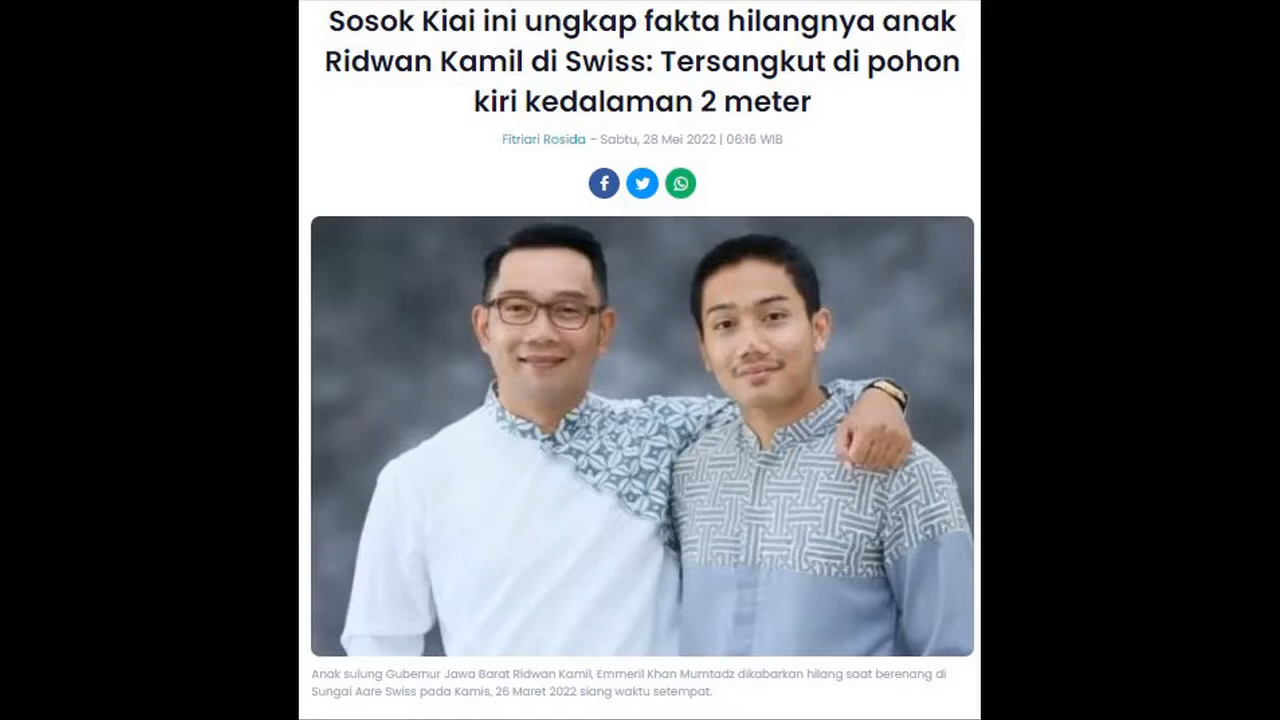 Sosok Kiai ini ungkap fakta hilangnya anak
Ridwan Kamil di Swiss: Tersangkut di pohon
kiri kedalaman 2 meter
Fitriari Rosida - Sabtu, 28 Mei 2022 | 06:16 WIB
Anak sulung Gubernur Jawa Barat Ridwan Kamil, Emmeril Khan Mumtadz dikabarkan hilang saat berenang di
Sungai Aare Swiss pada Kamis, 26 Maret 2022 siang waktu setempat.